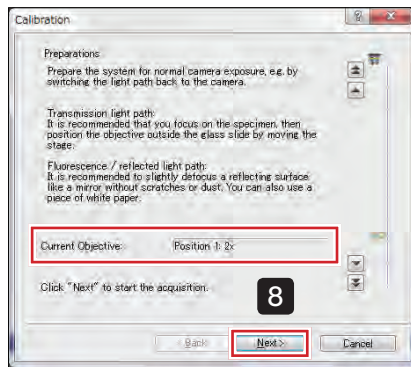 Calibration
Preparations
Prepare the system for normal camera exposure, e.g. by
switching the light path back to the camera.
Transmission light path:
It is recommended that you focus on the specimen, then
position the objective outside the glass slide by moving the
stage.
Fluorescence / reflected light path:
It is recommended to slightly defocus a reflecting surface
like a mirror without scratches or dust. You can also use a
piece of white paper.
Current Objective: Position 1: 2x
Click "Next" to start the acquisition.
8
< Back Next > Cancel